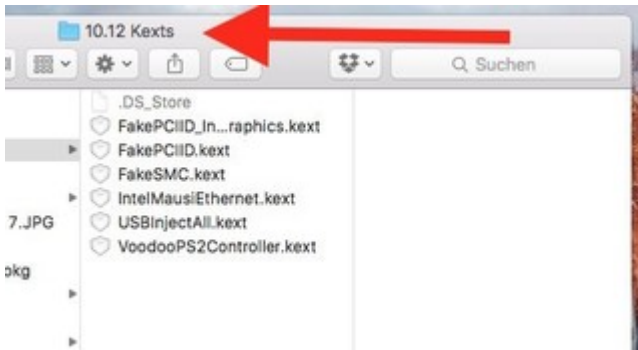 10.12 Kexts
Suchen
.DS_Store
FakePCIID_In...raphics.kext
FakePCIID.kext
FakeSMC.kext
IntelMausiEthernet.kext
7.JPG
USBInjectAll.kext
VoodooPS2Controller.kext
pkg